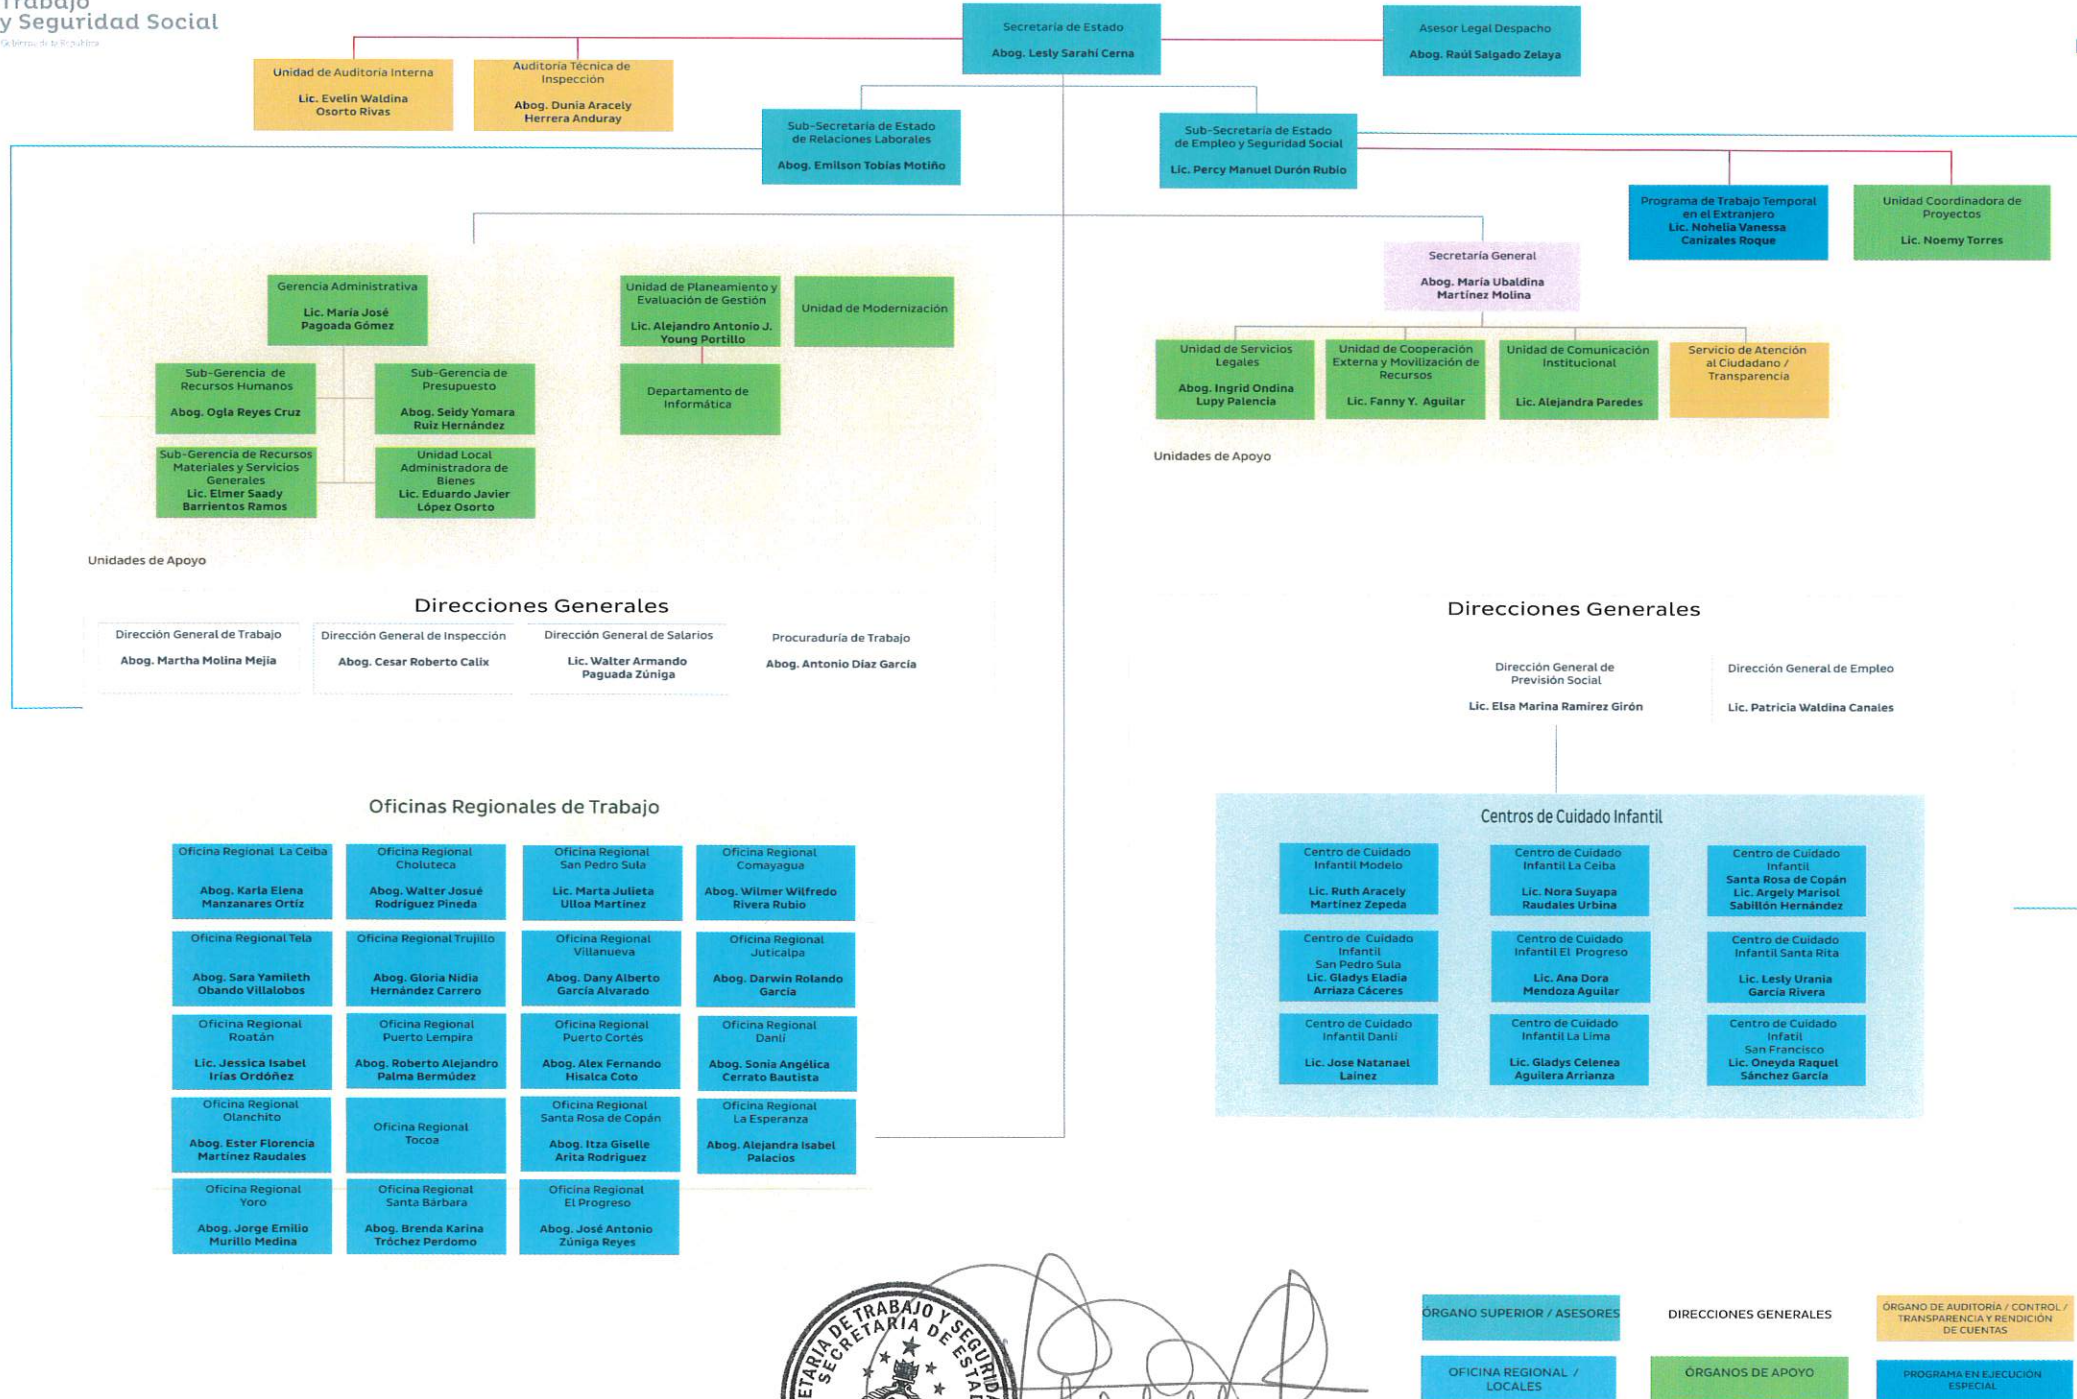 Trabajo
y Seguridad Social
Gobierno de la República
Secretaría de Estado
Abog. Lesly Sarahí Cerna
Asesor Legal Despacho
Abog. Raúl Salgado Zelaya
Unidad de Auditoría Interna
Lic. Evelin Waldina
Osorto Rivas
Auditoría Técnica de
Inspección
Abog. Dunia Aracely
Herrera Anduray
Sub-Secretaría de Estado
de Relaciones Laborales
Abog. Emilson Tobías Motiño
Sub-Secretaría de Estado
de Empleo y Seguridad Social
Lic. Percy Manuel Durón Rubio
Programa de Trabajo Temporal
en el Extranjero
Lic. Nohelia Vanessa
Canizales Roque
Unidad Coordinadora de
Proyectos
Lic. Noemy Torres
Gerencia Administrativa
Lic. María José
Pagoada Gómez
Unidad de Planeamiento y
Evaluación de Gestión
Lic. Alejandro Antonio J.
Young Portillo
Unidad de Modernización
Secretaría General
Abog. María Ubaldina
Martínez Molina
Sub-Gerencia de
Recursos Humanos
Abog. Ogla Reyes Cruz
Sub-Gerencia de
Presupuesto
Abog. Seidy Yomara
Ruiz Hernández
Departamento de
Informática
Unidad de Servicios
Legales
Abog. Ingrid Ondina
Lupy Palencia
Unidad de Cooperación
Externa y Movilización de
Recursos
Lic. Fanny Y. Aguilar
Unidad de Comunicación
Institucional
Lic. Alejandra Paredes
Servicio de Atención
al Ciudadano /
Transparencia
Sub-Gerencia de Recursos
Materiales y Servicios
Generales
Lic. Elmer Saady
Barrientos Ramos
Unidad Local
Administradora de
Bienes
Lic. Eduardo Javier
López Osorto
Unidades de Apoyo
Unidades de Apoyo
Direcciones Generales
Dirección General de Trabajo
Abog. Martha Molina Mejía
Dirección General de Inspección
Abog. Cesar Roberto Calix
Dirección General de Salarios
Lic. Walter Armando
Paguada Zúniga
Procuraduría de Trabajo
Abog. Antonio Díaz García
Direcciones Generales
Dirección General de
Previsión Social
Lic. Elsa Marina Ramírez Girón
Dirección General de Empleo
Lic. Patricia Waldina Canales
Oficinas Regionales de Trabajo
Oficina Regional La Ceiba
Abog. Karla Elena
Manzanares Ortíz
Oficina Regional
Choluteca
Abog. Walter Josué
Rodríguez Pineda
Oficina Regional
San Pedro Sula
Lic. Marta Julieta
Ulloa Martínez
Oficina Regional
Comayagua
Abog. Wilmer Wilfredo
Rivera Rubio
Oficina Regional Tela
Abog. Sara Yamileth
Obando Villalobos
Oficina Regional Trujillo
Abog. Gloria Nidia
Hernández Carrero
Oficina Regional
Villanueva
Abog. Dany Alberto
García Alvarado
Oficina Regional
Juticalpa
Abog. Darwin Rolando
García
Oficina Regional
Roatán
Lic. Jessica Isabel
Irías Ordóñez
Oficina Regional
Puerto Lempira
Abog. Roberto Alejandro
Palma Bermúdez
Oficina Regional
Puerto Cortés
Abog. Alex Fernando
Hisalca Coto
Oficina Regional
Danlí
Abog. Sonia Angélica
Cerrato Bautista
Oficina Regional
Olanchito
Abog. Ester Florencia
Martínez Raudales
Oficina Regional
Tocoa
Oficina Regional
Santa Rosa de Copán
Abog. Itza Giselle
Arita Rodriguez
Oficina Regional
La Esperanza
Abog. Alejandra Isabel
Palacios
Oficina Regional
Yoro
Abog. Jorge Emilio
Murillo Medina
Oficina Regional
Santa Bárbara
Abog. Brenda Karina
Tróchez Perdomo
Oficina Regional
El Progreso
Abog. José Antonio
Zúniga Reyes
Centros de Cuidado Infantil
Centro de Cuidado
Infantil Modelo
Lic. Ruth Aracely
Martínez Zepeda
Centro de Cuidado
Infantil La Ceiba
Lic. Nora Suyapa
Raudales Urbina
Centro de Cuidado
Infantil
Santa Rosa de Copán
Lic. Argely Marisol
Sabillón Hernández
Centro de Cuidado
Infantil
San Pedro Sula
Lic. Gladys Eladia
Arriaza Cáceres
Centro de Cuidado
Infantil El Progreso
Lic. Ana Dora
Mendoza Aguilar
Centro de Cuidado
Infantil Santa Rita
Lic. Lesly Urania
García Rivera
Centro de Cuidado
Infantil Danlí
Lic. Jose Natanael
Laínez
Centro de Cuidado
Infantil La Lima
Lic. Gladys Celenea
Aguilera Arrianza
Centro de Cuidado
Infatil
San Francisco
Lic. Oneyda Raquel
Sánchez García
TRABAJO Y SEGURIDA
SECRETARIA DE ESTAD
ÓRGANO SUPERIOR / ASESORES
DIRECCIONES GENERALES
ÓRGANO DE AUDITORÍA / CONTROL /
TRANSPARENCIA Y RENDICIÓN
DE CUENTAS
OFICINA REGIONAL /
LOCALES
ÓRGANOS DE APOYO
PROGRAMA EN EJECUCIÓN
ESPECIAL